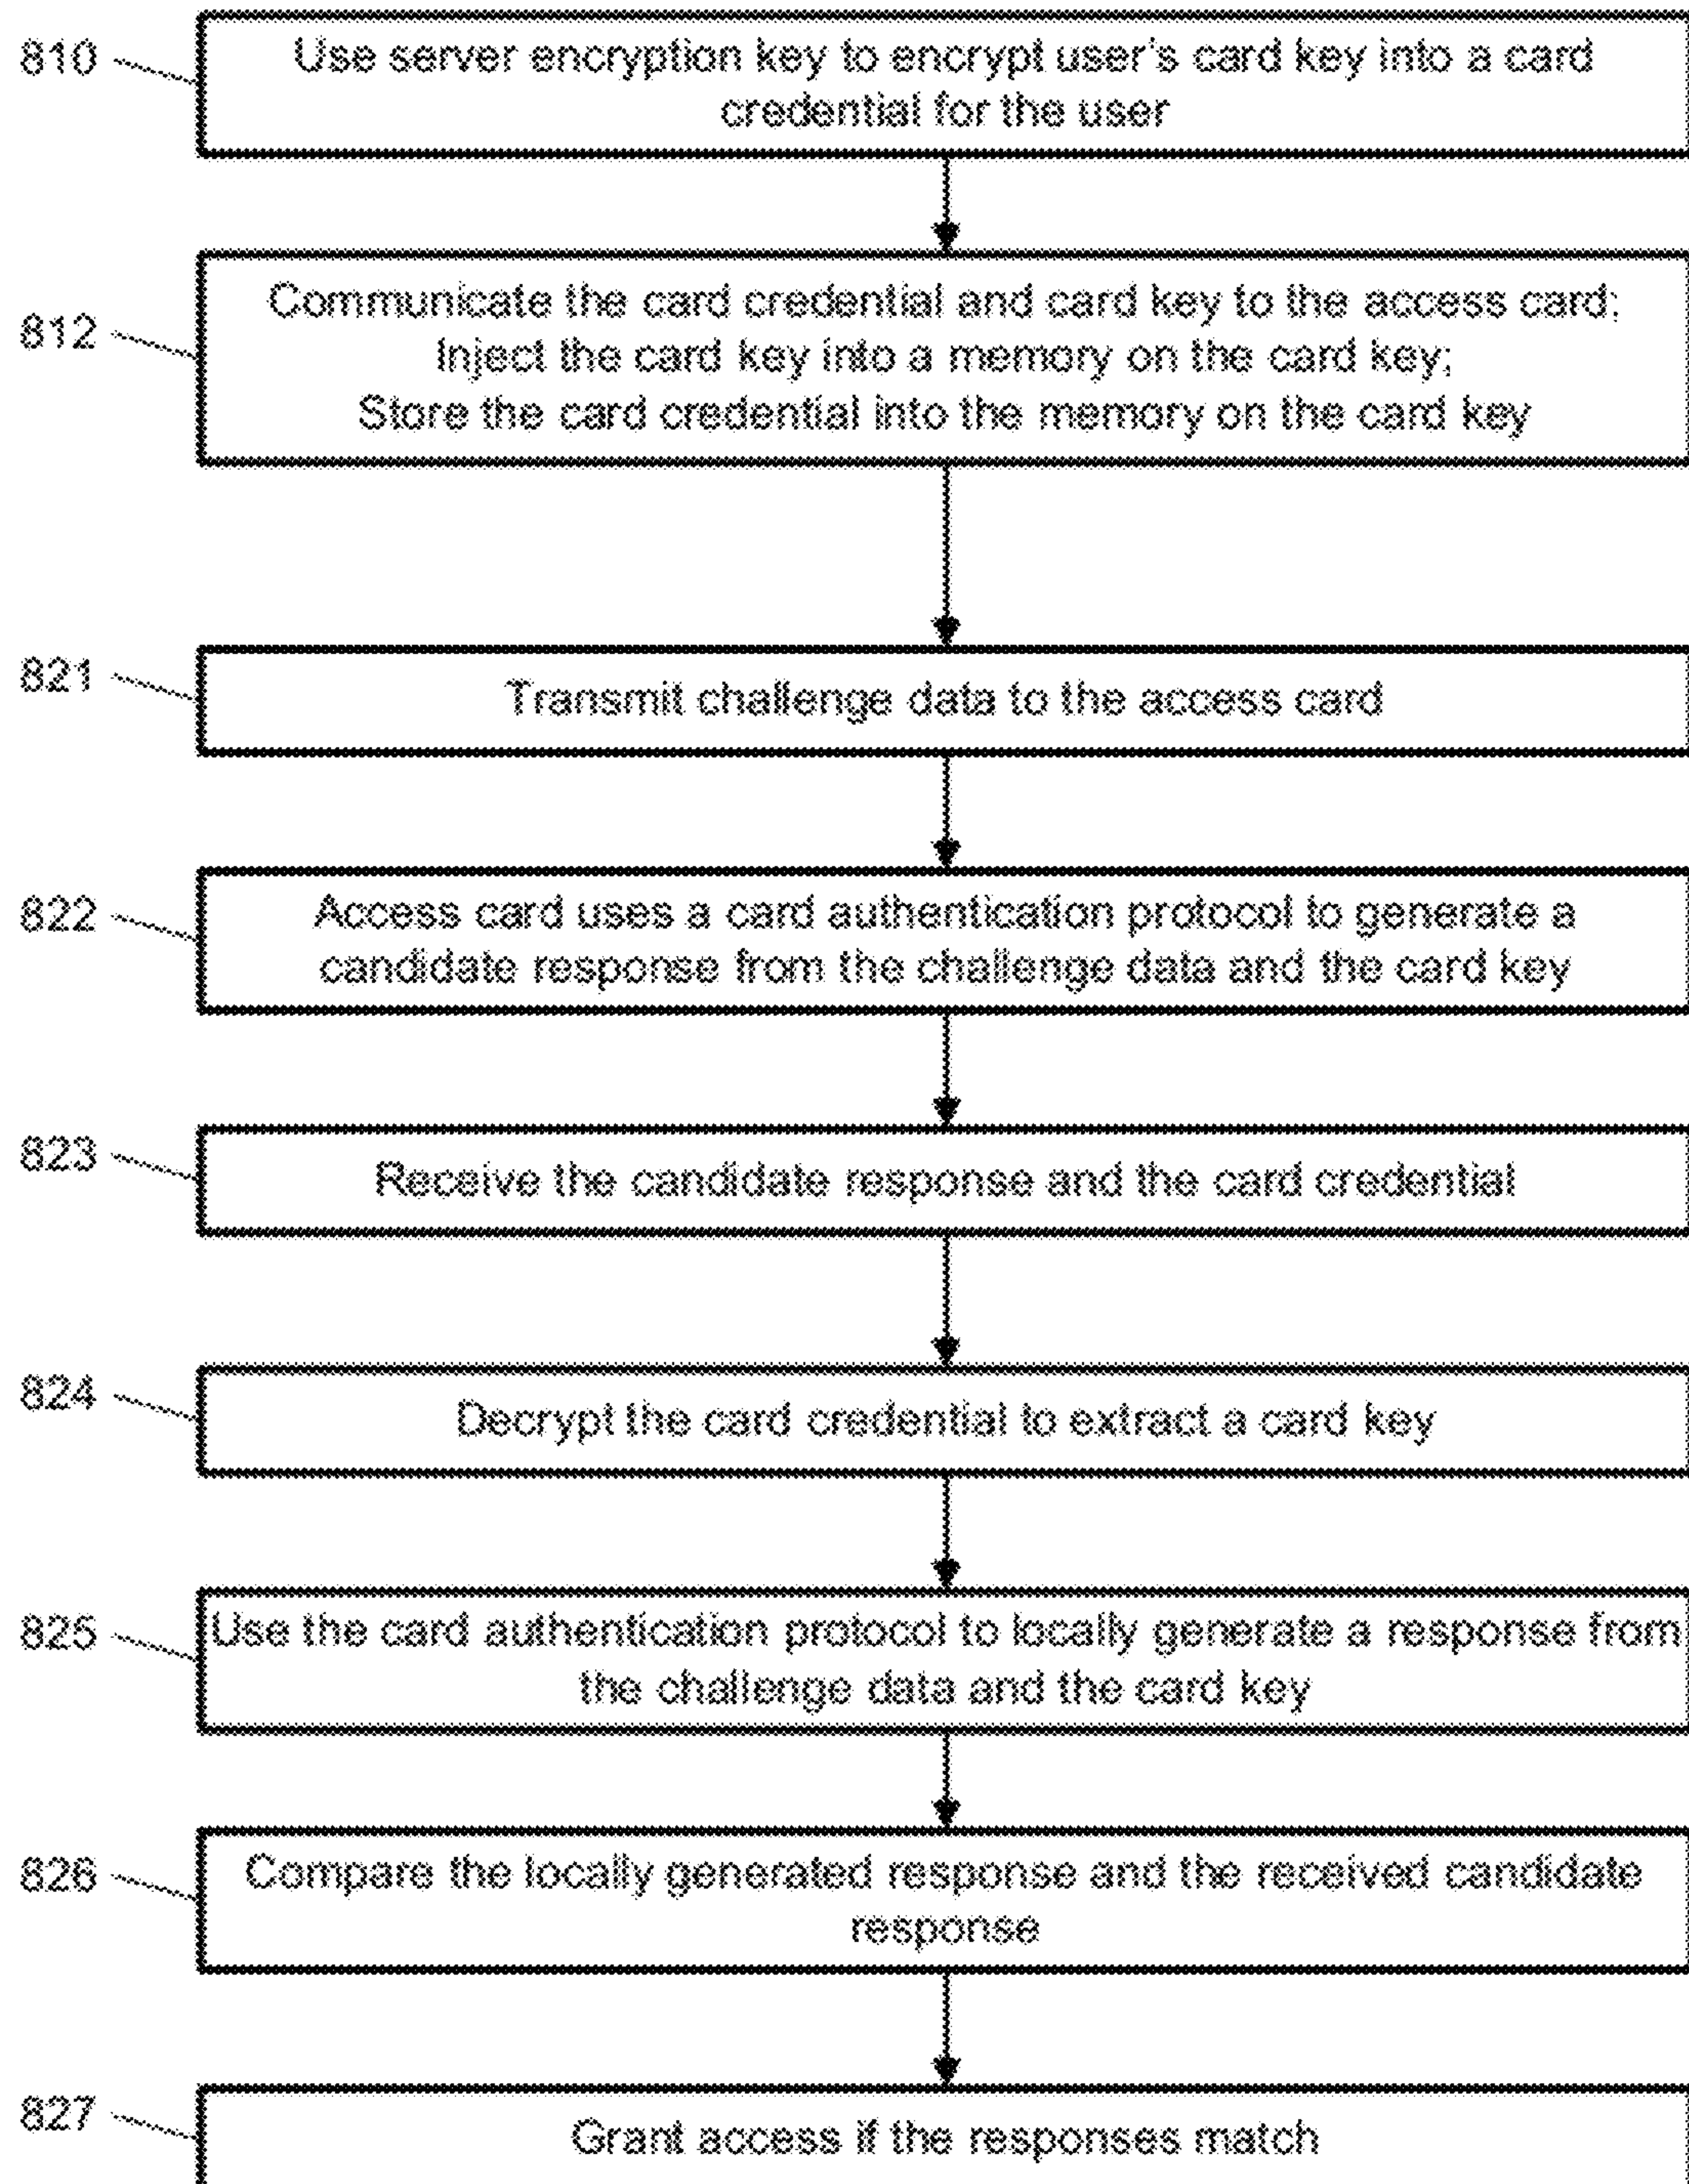 810
Use server encryption key to encrypt user's card key into a card
credential for the user
812
Communicate the card credential and card key to the access card;
Inject the card key into a memory on the card key;
Store the card credential into the memory on the card key
821
Transmit challenge data to the access card
822
Access card uses a card authentication protocol to generate a
candidate response from the challenge data and the card key
823
Receive the candidate response and the card credential
824
Decrypt the card credential to extract a card key
825
Use the card authentication protocol to locally generate a response from
the challenge data and the card key
826
Compare the locally generated response and the received candidate
response
827
Grant access if the responses match